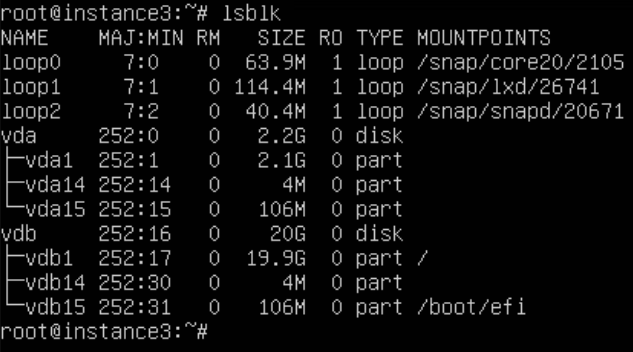 root@instance3:~# lsblk
NAME    MAJ:MIN RM   SIZE RO TYPE MOUNTPOINTS
loop0     7:0    0  63.9M  1 loop /snap/core20/2105
loop1     7:1    0 114.4M  1 loop /snap/lxd/26741
loop2     7:2    0  40.4M  1 loop /snap/snapd/20671
vda     252:0    0   2.2G  0 disk
├─vda1  252:1    0   2.1G  0 part
├─vda14 252:14   0     4M  0 part
└─vda15 252:15   0   106M  0 part
vdb     252:16   0    20G  0 disk
├─vdb1  252:17   0  19.9G  0 part /
├─vdb14 252:30   0     4M  0 part
└─vdb15 252:31   0   106M  0 part /boot/efi
root@instance3:~#